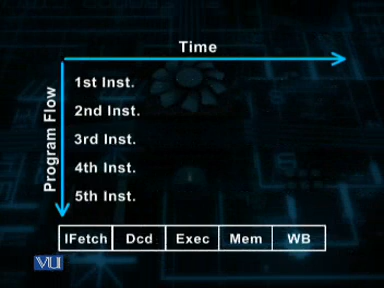 Time
Program Flow
1st Inst.
2nd Inst.
3rd Inst.
4th Inst.
5th Inst.
IFetch Dcd Exec Mem WB
VU